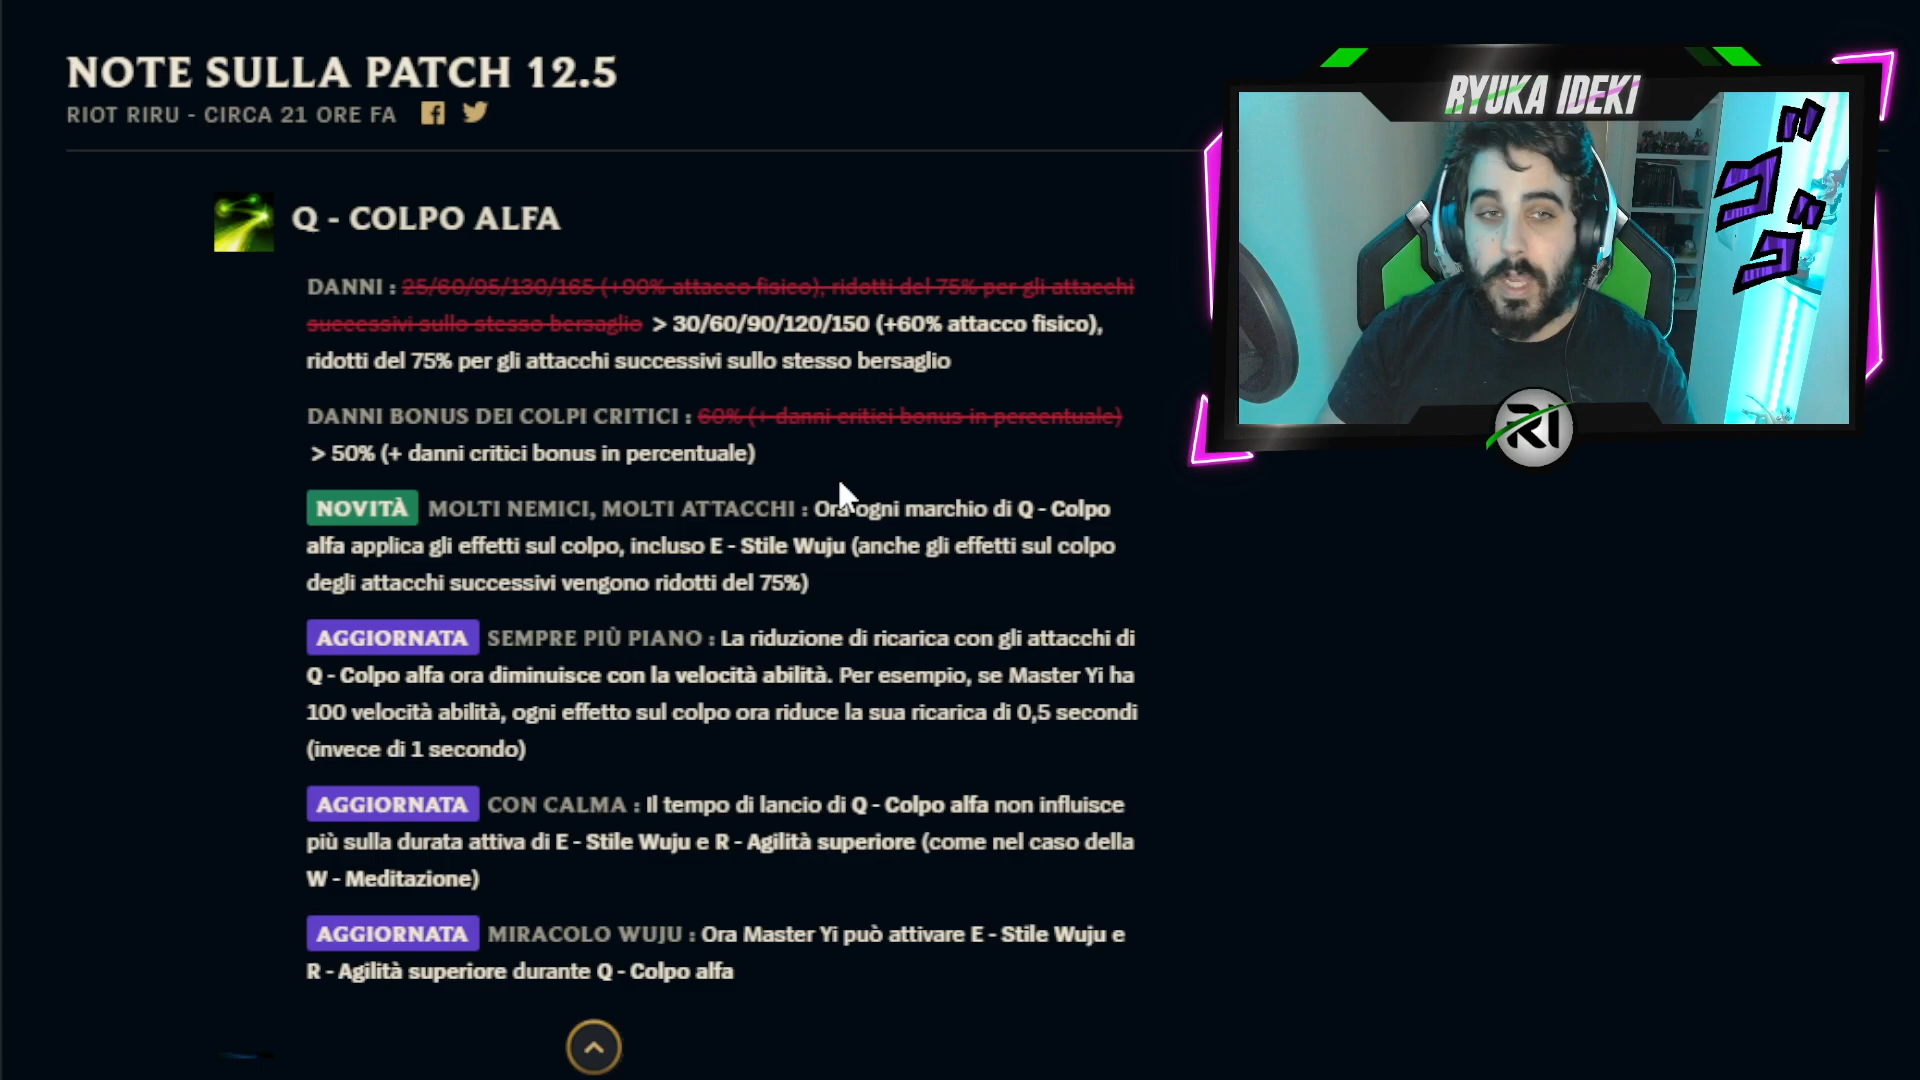 NOTE SULLA PATCH 12.5
RIOT RIRU - CIRCA 21 ORE FA
RYUKA IDEKI
Q - COLPO ALFA
DANNI : 25/60/95/130/165 (+90% attacco fisico), ridotti del 75% per gli attacchi
successivi sullo stesso bersaglio > 30/60/90/120/150 (+60% attacco fisico),
ridotti del 75% per gli attacchi successivi sullo stesso bersaglio
DANNI BONUS DEI COLPI CRITICI : 60% (+ danni critici bonus in percentuale)
> 50% (+ danni critici bonus in percentuale)
RI
NOVITÀ MOLTI NEMICI, MOLTI ATTACCHI : Ora ogni marchio di Q - Colpo
alfa applica gli effetti sul colpo, incluso E - Stile Wuju (anche gli effetti sul colpo
degli attacchi successivi vengono ridotti del 75%)
AGGIORNATA SEMPRE PIÙ PIANO : La riduzione di ricarica con gli attacchi di
Q - Colpo alfa ora diminuisce con la velocità abilità. Per esempio, se Master Yi ha
100 velocità abilità, ogni effetto sul colpo ora riduce la sua ricarica di 0,5 secondi
(invece di 1 secondo)
AGGIORNATA CON CALMA : Il tempo di lancio di Q - Colpo alfa non influisce
più sulla durata attiva di E - Stile Wuju e R - Agilità superiore (come nel caso della
W - Meditazione)
AGGIORNATA MIRACOLO WUJU : Ora Master Yi può attivare E - Stile Wuju e
R - Agilità superiore durante Q - Colpo alfa